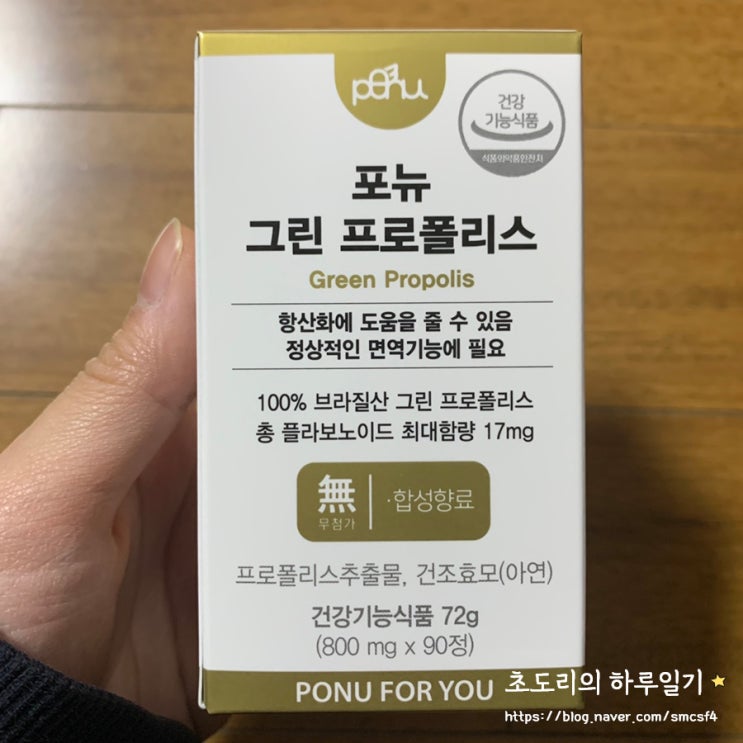 ponu
건강
기능식품
식품의약품안전처
포뉴
그린 프로폴리스
Green Propolis
항산화에 도움을 줄 수 있음
정상적인 면역기능에 필요
100% 브라질산 그린 프로폴리스
총 플라보노이드 최대함량 17mg
無
무첨가
·합성향료
프로폴리스추출물, 건조효모(아연)
건강기능식품 72g
(800 mg x 90정)
PONU FOR YOU
초도리의 하루일기
https://blog.naver.com/smcsf4